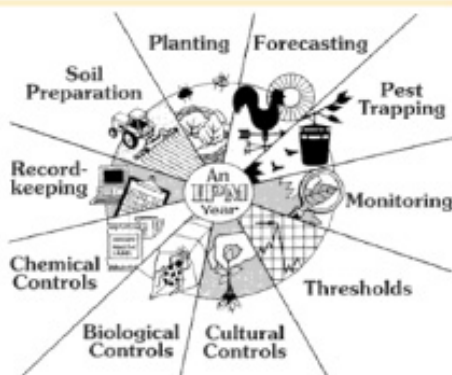 Planting
Forecasting
Soil
Preparation
Pest
Trapping
Record-
keeping
An
IPM
Year
Monitoring
Chemical
Controls
Thresholds
Biological
Controls
Cultural
Controls